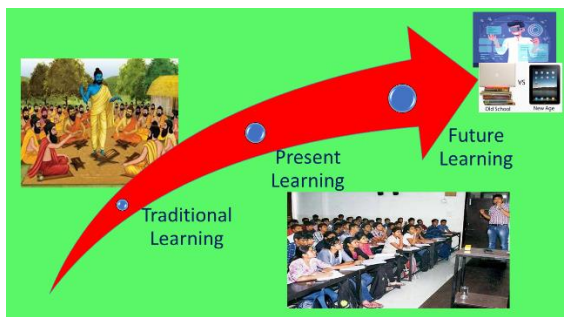 VS
Old School
New Age
Future
Learning
Present
Learning
Traditional
Learning